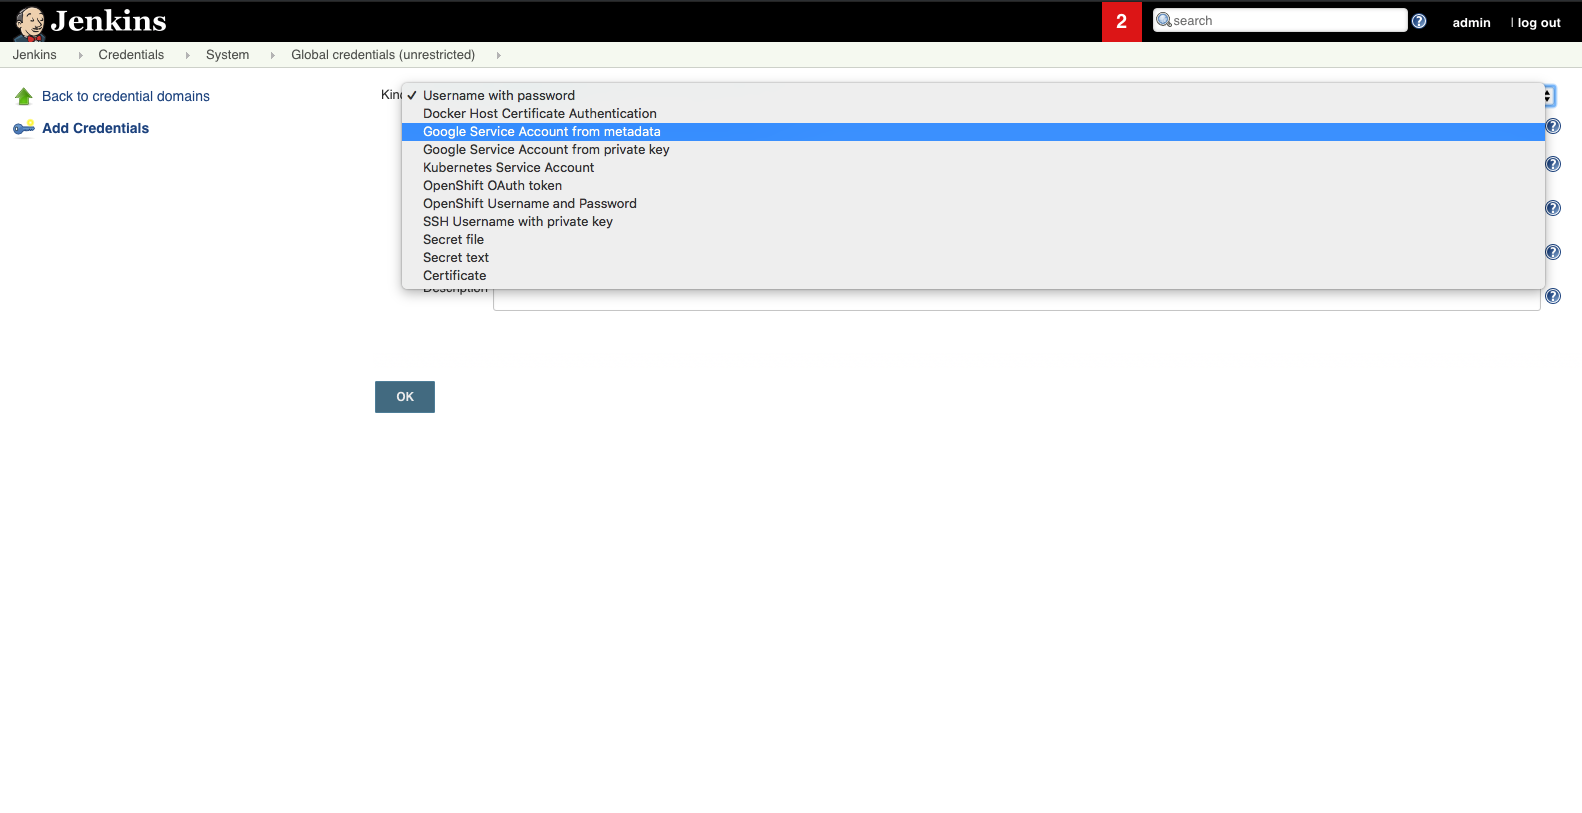 Jenkins
2
search
admin
| log out
Jenkins
Credentials
System
Global credentials (unrestricted)
Back to credential domains
Add Credentials
Kind
✓ Username with password
Docker Host Certificate Authentication
Google Service Account from metadata
Google Service Account from private key
Kubernetes Service Account
OpenShift OAuth token
OpenShift Username and Password
SSH Username with private key
Secret file
Secret text
Certificate
Description
OK